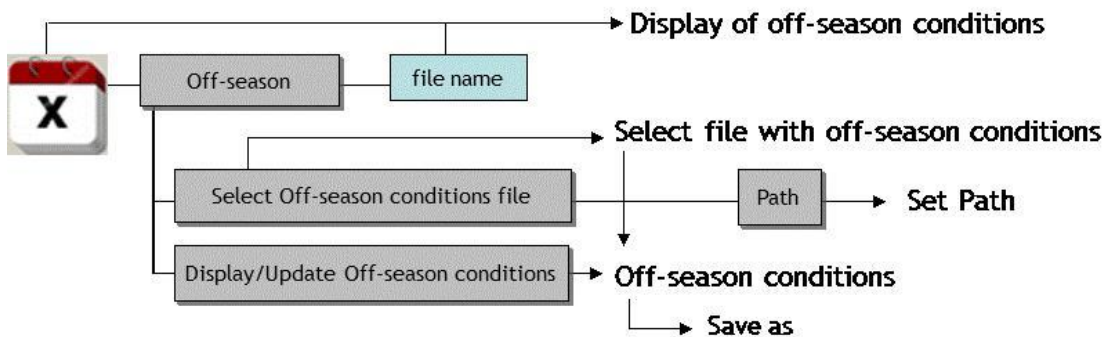 Display of off-season conditions
X
Off-season
file name
Select file with off-season conditions
Select Off-season conditions file
Path
Set Path
Display/Update Off-season conditions
Off-season conditions
Save as